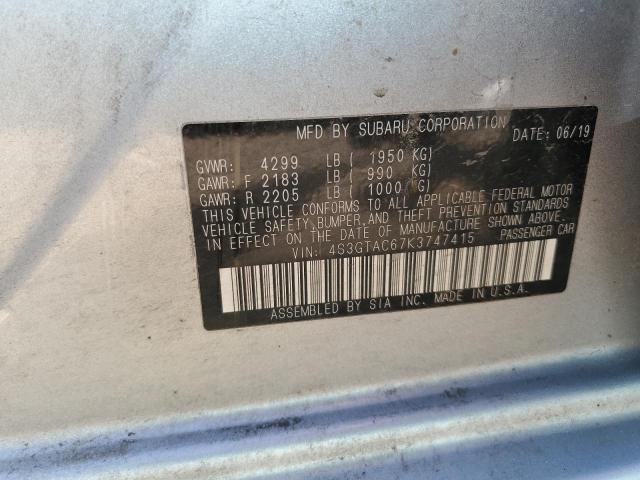 MFD BY SUBARU CORPORATION DATE: 06/19
GVWR: 4299 LB ( 1950 KG)
GAWR: F 2183 LB ( 990 KG)
GAWR: R 2205 LB ( 1000 KG)
THIS VEHICLE CONFORMS TO ALL APPLICABLE FEDERAL MOTOR
VEHICLE SAFETY, BUMPER, AND THEFT PREVENTION STANDARDS
IN EFFECT ON THE DATE OF MANUFACTURE SHOWN ABOVE.
VIN: 4S3GTAC67K3747415 PASSENGER CAR
ASSEMBLED BY SIA INC. MADE IN U.S.A.